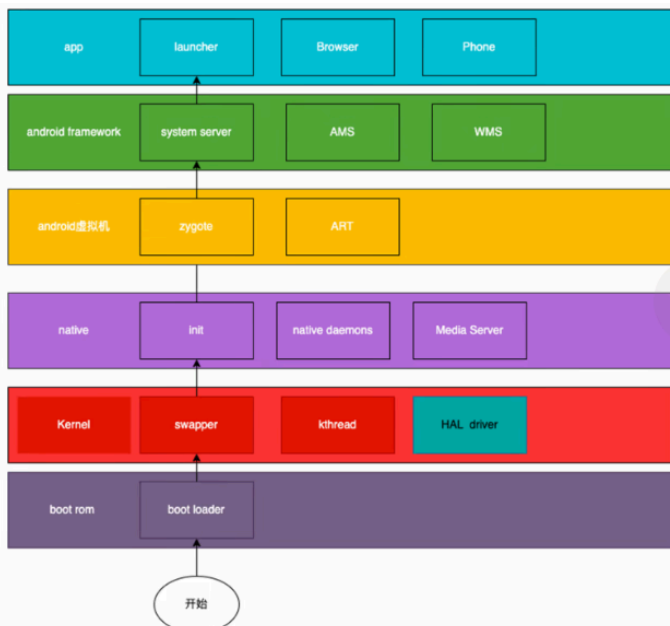 app launcher Browser Phone
android framework system server AMS WMS
android虚拟机 zygote ART
native init native daemons Media Server
Kernel swapper kthread HAL driver
boot rom boot loader
开始